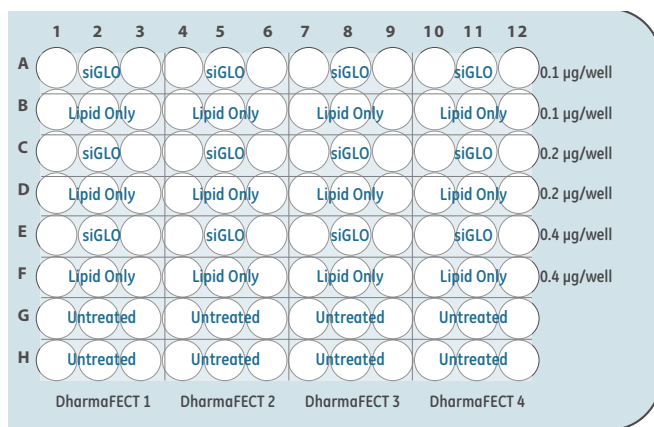 1 2 3 4 5 6 7 8 9 10 11 12
A siGLO siGLO siGLO siGLO 0.1 µg/well
B Lipid Only Lipid Only Lipid Only Lipid Only 0.1 µg/well
C siGLO siGLO siGLO siGLO 0.2 µg/well
D Lipid Only Lipid Only Lipid Only Lipid Only 0.2 µg/well
E siGLO siGLO siGLO siGLO 0.4 µg/well
F Lipid Only Lipid Only Lipid Only Lipid Only 0.4 µg/well
G Untreated Untreated Untreated Untreated
H Untreated Untreated Untreated Untreated
DharmaFECT 1 DharmaFECT 2 DharmaFECT 3 DharmaFECT 4